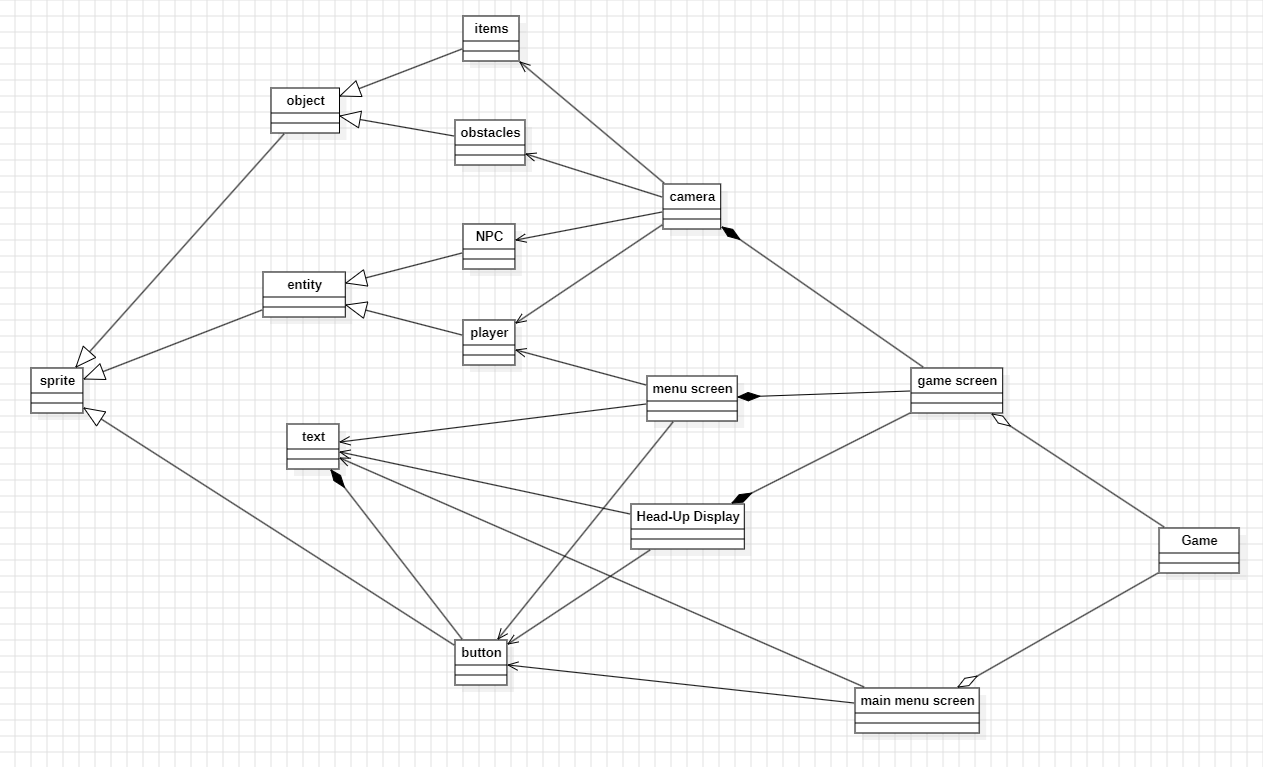 items
object
obstacles
camera
NPC
entity
player
sprite
menu screen
game screen
text
Head-Up Display
Game
button
main menu screen